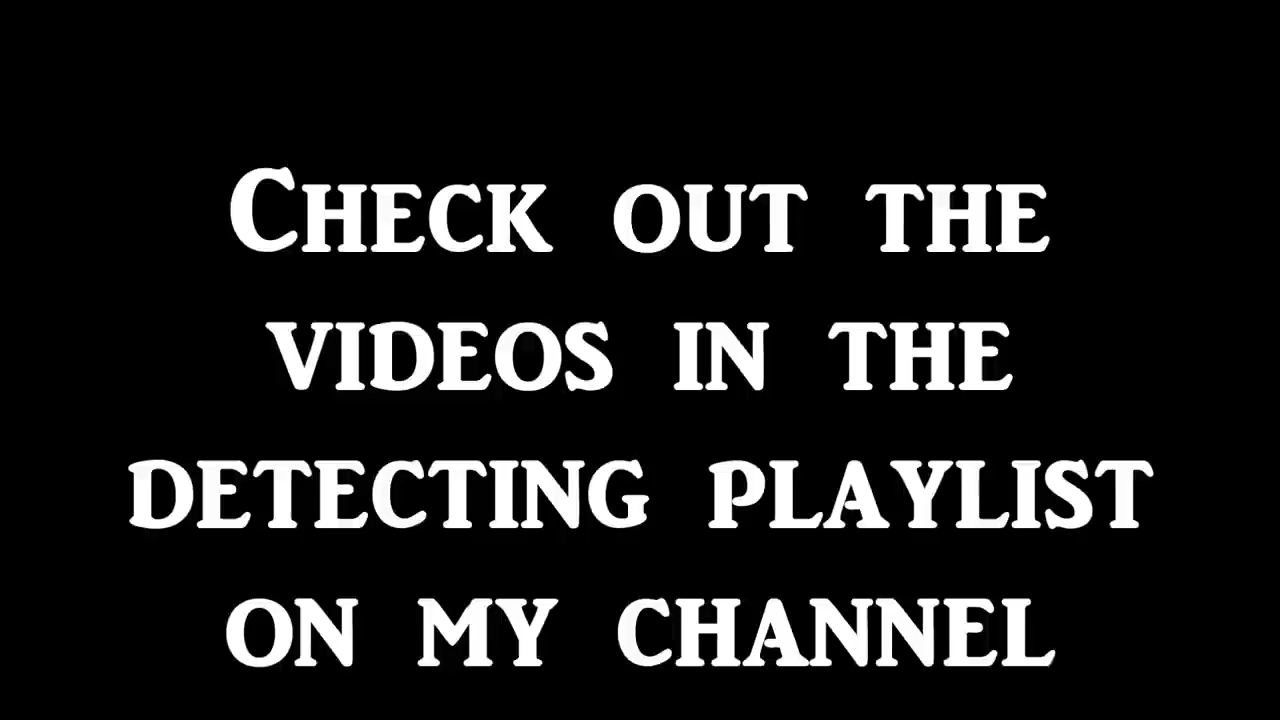 Check out the
videos in the
detecting playlist
on my channel